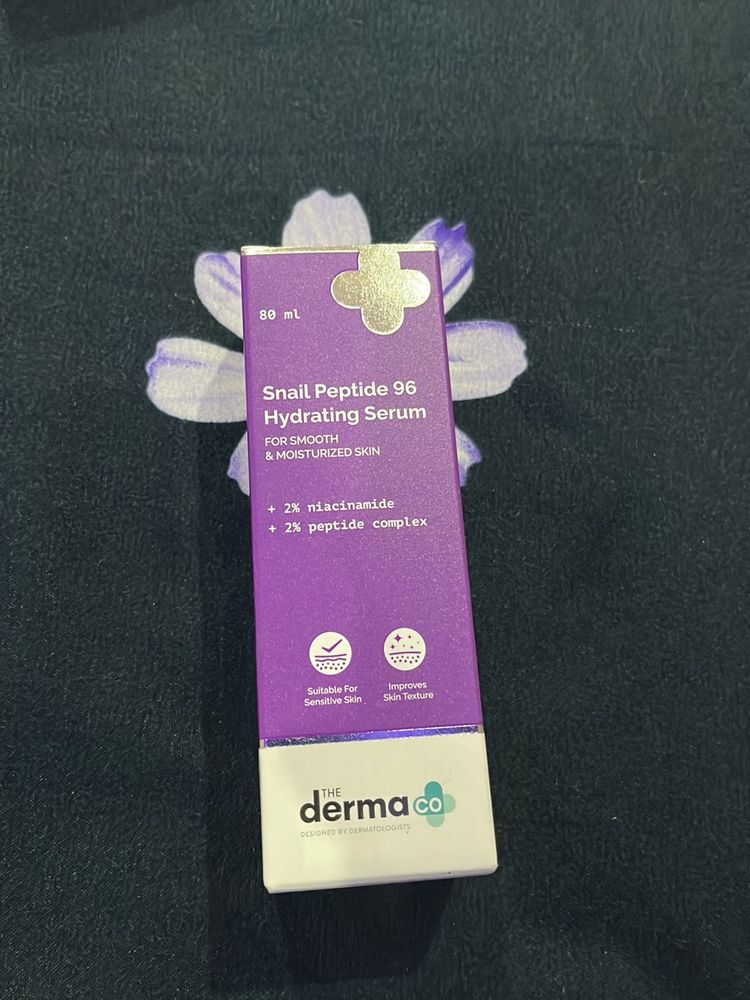 80 ml
Snail Peptide 96
Hydrating Serum
FOR SMOOTH
& MOISTURIZED SKIN
+ 2% niacinamide
+ 2% peptide complex
Suitable For
Sensitive Skin
Improves
Skin Texture
THE
derma co
DESIGNED BY DERMATOLOGISTS